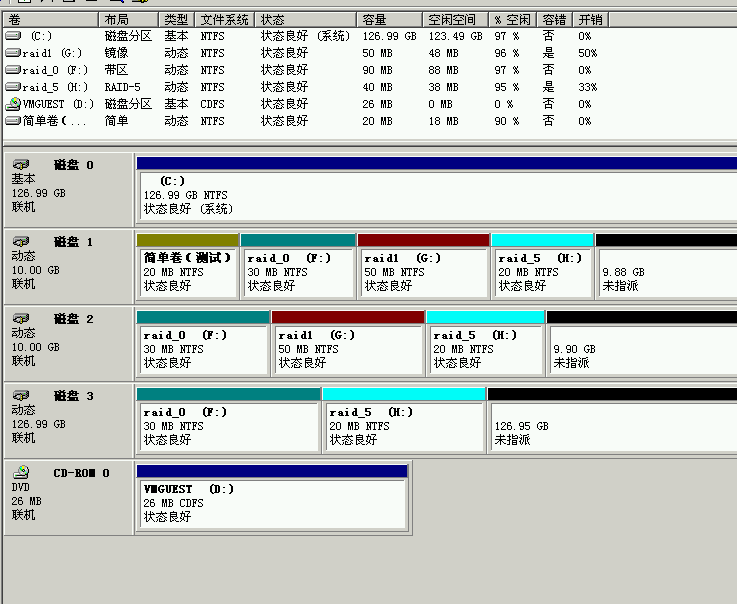 卷 布局 类型 文件系统 状态 容量 空闲空间 % 空闲 容错 开销
(C:) 磁盘分区 基本 NTFS 状态良好 (系统) 126.99 GB 123.49 GB 97 % 否 0%
raid1 (G:) 镜像 动态 NTFS 状态良好 50 MB 48 MB 96 % 是 50%
raid_0 (F:) 带区 动态 NTFS 状态良好 90 MB 88 MB 97 % 否 0%
raid_5 (H:) RAID-5 动态 NTFS 状态良好 40 MB 38 MB 95 % 是 33%
VMGUEST (D:) 磁盘分区 基本 CDFS 状态良好 26 MB 0 MB 0 % 否 0%
简单卷(... 简单 动态 NTFS 状态良好 20 MB 18 MB 90 % 否 0%
磁盘 0
基本
126.99 GB
联机
(C:)
126.99 GB NTFS
状态良好 (系统)
磁盘 1
动态
10.00 GB
联机
简单卷(测试)
20 MB NTFS
状态良好
raid_0 (F:)
30 MB NTFS
状态良好
raid1 (G:)
50 MB NTFS
状态良好
raid_5 (H:)
20 MB NTFS
状态良好
9.88 GB
未指派
磁盘 2
动态
10.00 GB
联机
raid_0 (F:)
30 MB NTFS
状态良好
raid1 (G:)
50 MB NTFS
状态良好
raid_5 (H:)
20 MB NTFS
状态良好
9.90 GB
未指派
磁盘 3
动态
126.99 GB
联机
raid_0 (F:)
30 MB NTFS
状态良好
raid_5 (H:)
20 MB NTFS
状态良好
126.95 GB
未指派
CD-ROM 0
DVD
26 MB
联机
VMGUEST (D:)
26 MB CDFS
状态良好